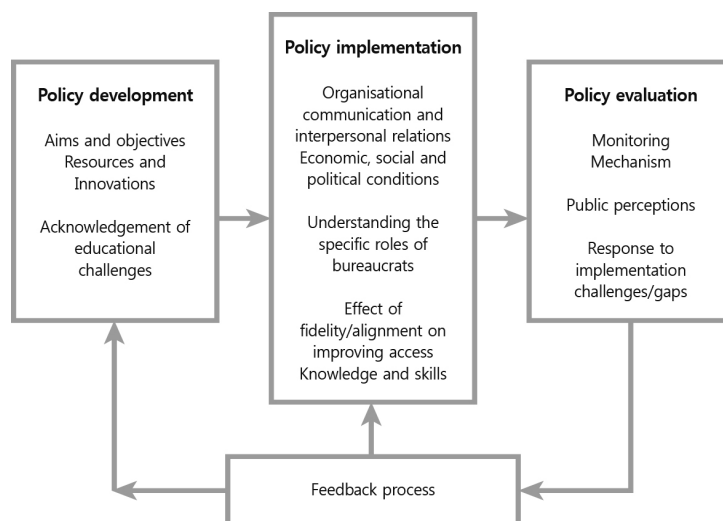 Policy development
Aims and objectives
Resources and
Innovations
Acknowledgement of
educational
challenges
Policy implementation
Organisational
communication and
interpersonal relations
Economic, social and
political conditions
Understanding the
specific roles of
bureaucrats
Effect of
fidelity/alignment on
improving access
Knowledge and skills
Policy evaluation
Monitoring
Mechanism
Public perceptions
Response to
implementation
challenges/gaps
Feedback process